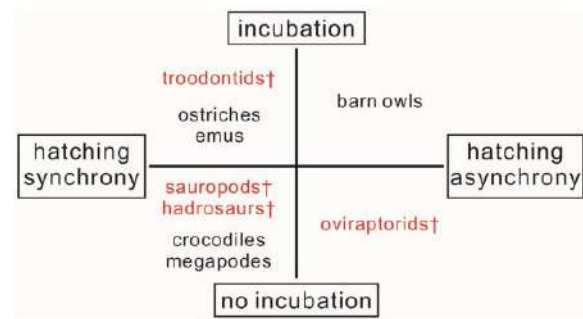 incubation
troodontids†
barn owls
ostriches
emus
hatching
synchrony
hatching
asynchrony
sauropods†
hadrosaurs†
oviraptorids†
crocodiles
megapodes
no incubation